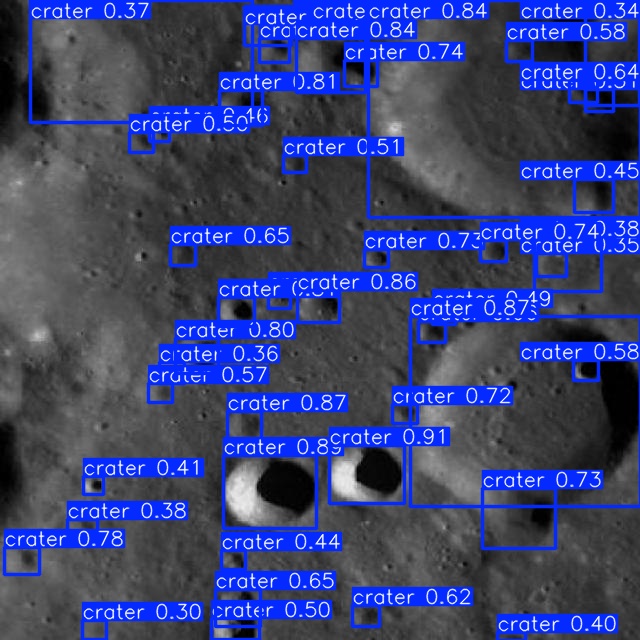 crater 0.37
crater 0.84
crater 0.34
crater
crater 0.84
crater 0.58
crater 0.74
crater 0.64
crater 0.81
crater 0.51
crater 0.45
crater 0.65
crater 0.73
crater 0.74
crater 0.86
crater
crater 0.87
crater 0.80
crater 0.36
crater 0.58
crater 0.57
crater 0.72
crater 0.87
crater 0.91
crater 0.89
crater 0.41
crater 0.73
crater 0.38
crater 0.78
crater 0.44
crater 0.65
crater 0.62
crater 0.30
crater 0.50
crater 0.40